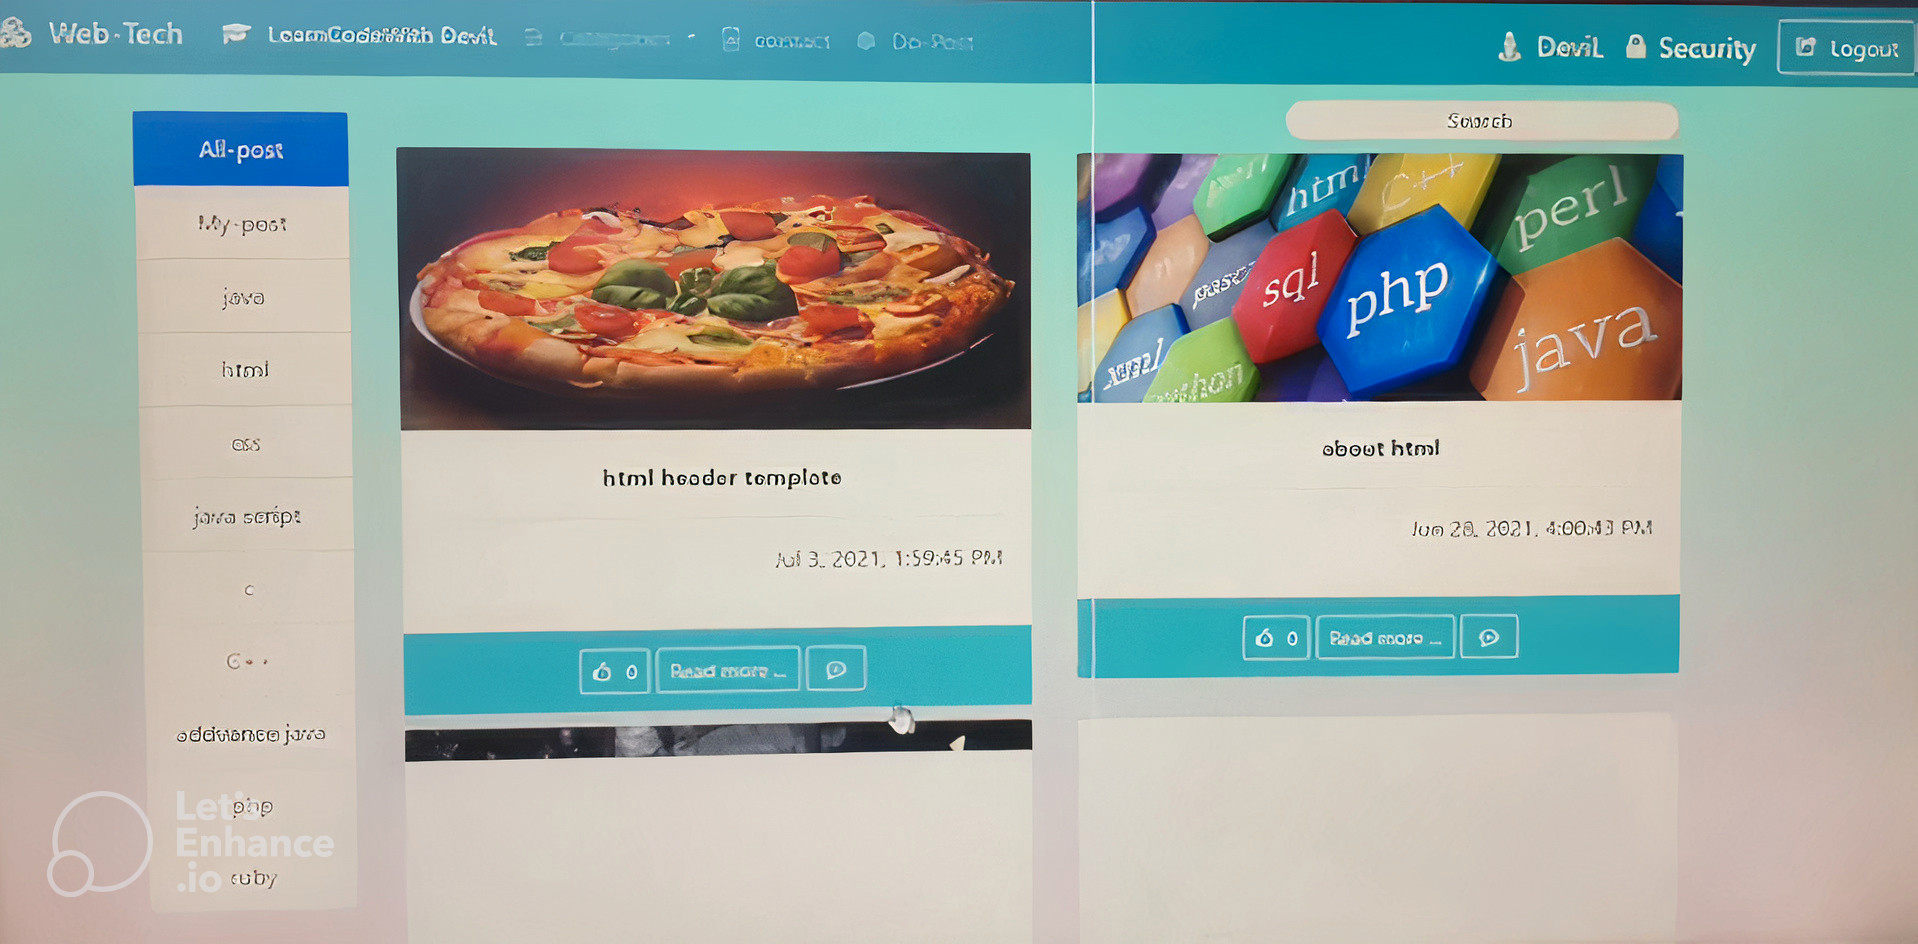 Web-Tech
LearnCodeWith DeviL
contact
Do-Post
DeviL
Security
Logout
Search
All-post
My-post
java
html
css
java script
c
C++
addvance java
php
ruby
html
C++
perl
sql
php
java
html header template
Jul 3, 2021, 1:59:45 PM
0
Read more ...
about html
Jun 28, 2021, 4:00:43 PM
0
Read more ...
Let's
Enhance
.io